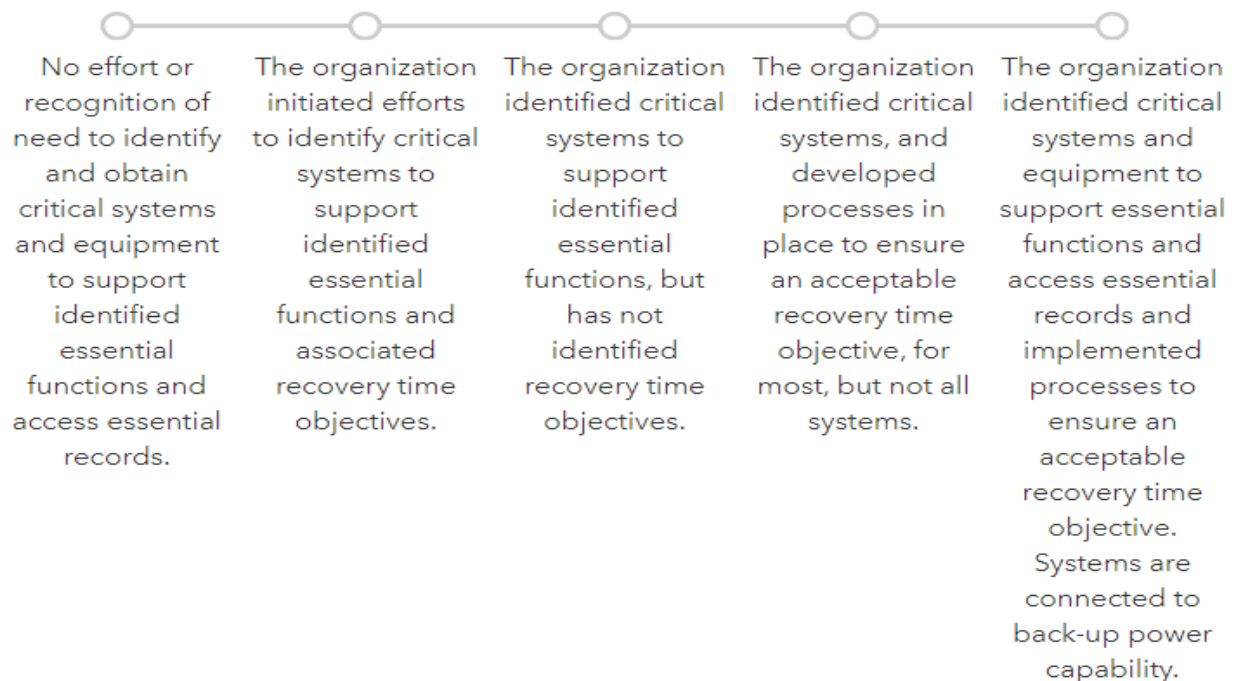 No effort or
recognition of
need to identify
and obtain
critical systems
and equipment
to support
identified
essential
functions and
access essential
records.
The organization
initiated efforts
to identify critical
systems to
support
identified
essential
functions and
associated
recovery time
objectives.
The organization
identified critical
systems to
support
identified
essential
functions, but
has not
identified
recovery time
objectives.
The organization
identified critical
systems, and
developed
processes in
place to ensure
an acceptable
recovery time
objective, for
most, but not all
systems.
The organization
identified critical
systems and
equipment to
support essential
functions and
access essential
records and
implemented
processes to
ensure an
acceptable
recovery time
objective.
Systems are
connected to
back-up power
capability.